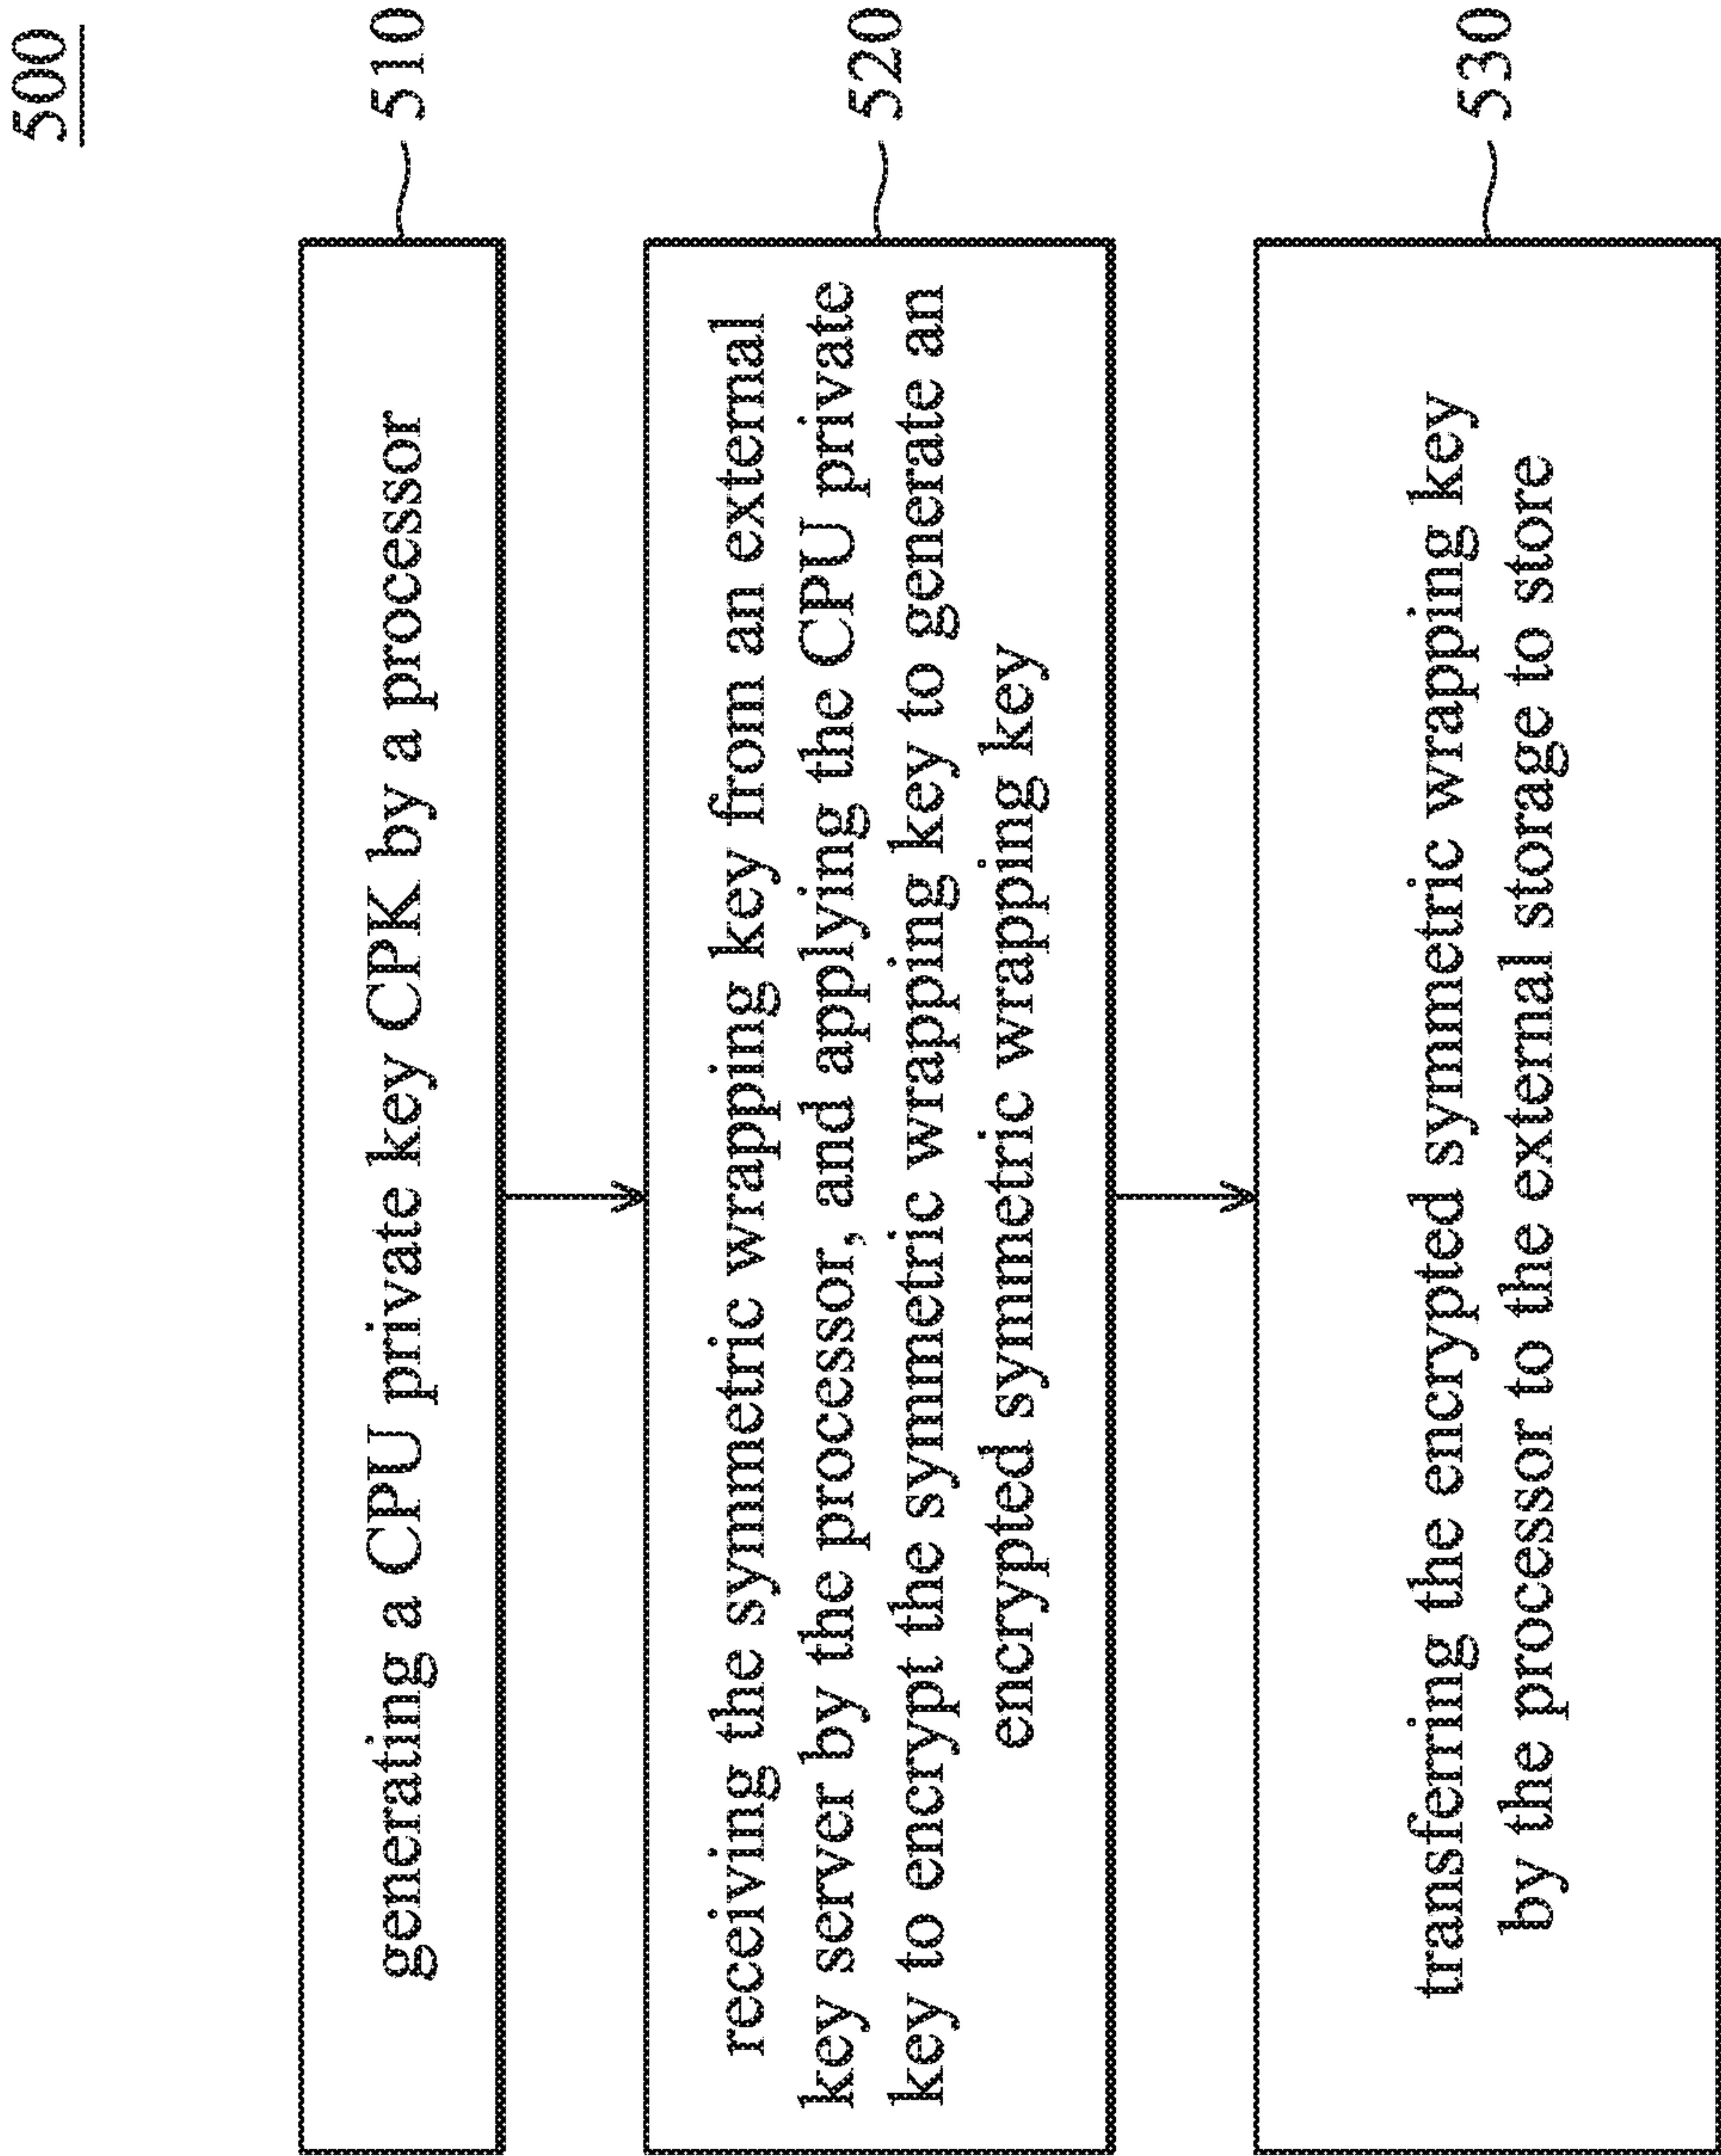 500
generating a CPU private key CPK by a processor
510
receiving the symmetric wrapping key from an external
key server by the processor, and applying the CPU private
key to encrypt the symmetric wrapping key to generate an
encrypted symmetric wrapping key
520
transferring the encrypted symmetric wrapping key
by the processor to the external storage to store
530